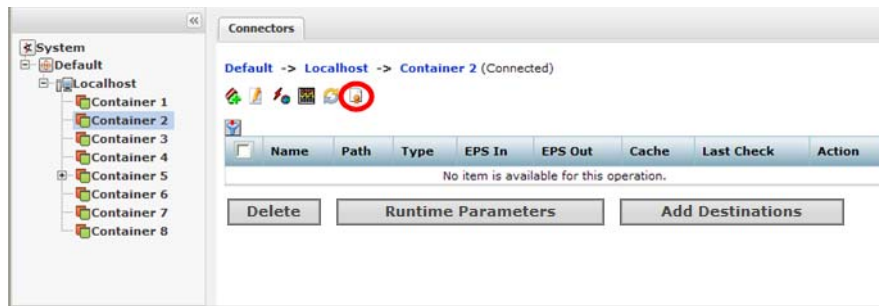 System
Default
Localhost
Container 1
Container 2
Container 3
Container 4
Container 5
Container 6
Container 7
Container 8
Connectors
Default -> Localhost -> Container 2 (Connected)
Name Path Type EPS In EPS Out Cache Last Check Action
No item is available for this operation.
Delete Runtime Parameters Add Destinations